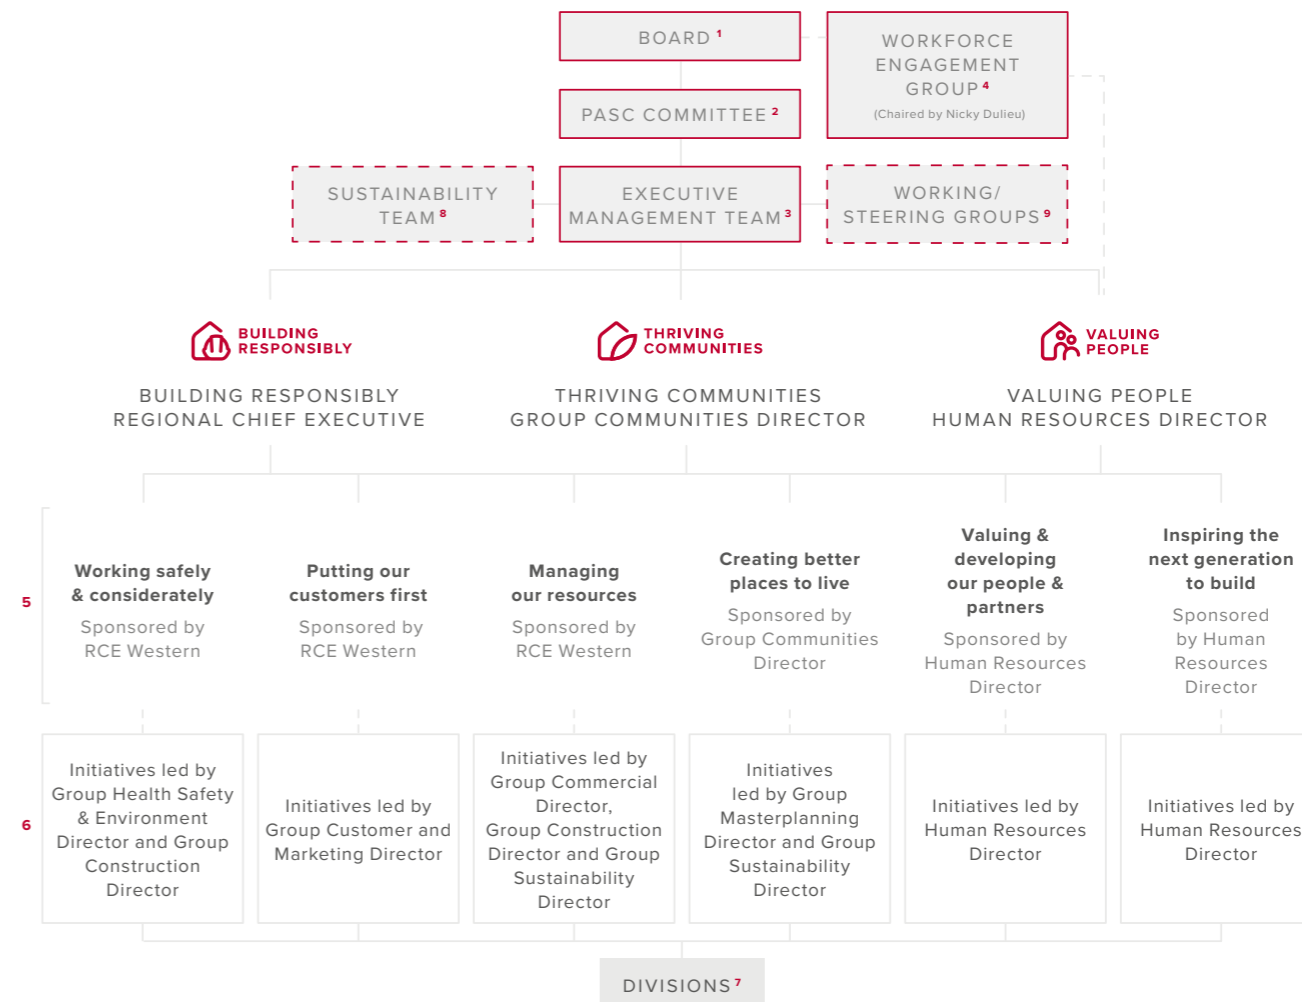 BOARD 1
WORKFORCE
ENGAGEMENT
GROUP 4
(Chaired by Nicky Dulieu)
PASC COMMITTEE 2
SUSTAINABILITY
TEAM 8
EXECUTIVE
MANAGEMENT TEAM 3
WORKING/
STEERING GROUPS 9
BUILDING
RESPONSIBLY
THRIVING
COMMUNITIES
VALUING
PEOPLE
BUILDING RESPONSIBLY
REGIONAL CHIEF EXECUTIVE
THRIVING COMMUNITIES
GROUP COMMUNITIES DIRECTOR
VALUING PEOPLE
HUMAN RESOURCES DIRECTOR
5
Working safely
& considerately
Sponsored by
RCE Western
Putting our
customers first
Sponsored by
RCE Western
Managing
our resources
Sponsored by
RCE Western
Creating better
places to live
Sponsored by
Group Communities
Director
Valuing &
developing
our people &
partners
Sponsored by
Human Resources
Director
Inspiring the
next generation
to build
Sponsored
by Human
Resources
Director
6
Initiatives led by
Group Health Safety
& Environment
Director and Group
Construction
Director
Initiatives led by
Group Customer and
Marketing Director
Initiatives led by
Group Commercial
Director,
Group Construction
Director and Group
Sustainability
Director
Initiatives
led by Group
Masterplanning
Director and Group
Sustainability
Director
Initiatives led by
Human Resources
Director
Initiatives led by
Human Resources
Director
DIVISIONS 7